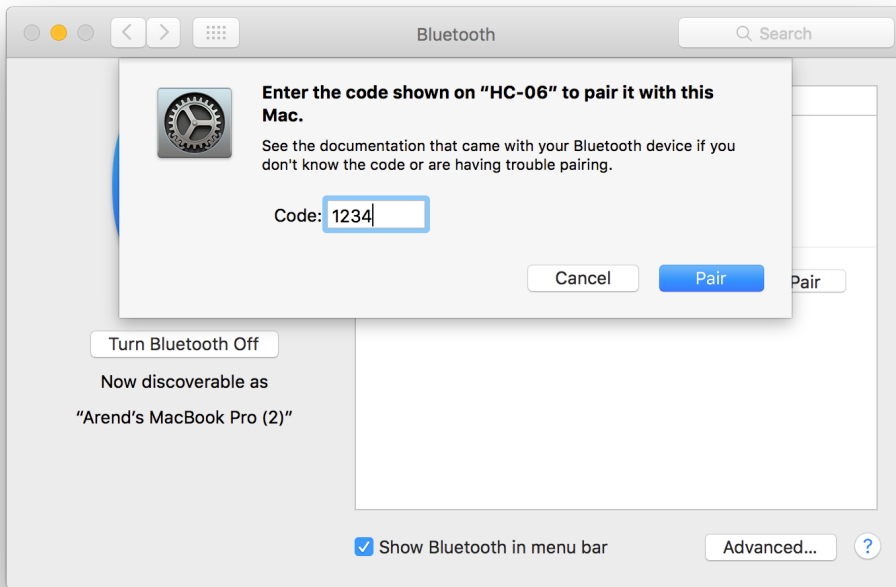 Bluetooth
Search
Enter the code shown on “HC-06” to pair it with this
Mac.
See the documentation that came with your Bluetooth device if you
don't know the code or are having trouble pairing.
Code: 1234
Cancel
Pair
Pair
Turn Bluetooth Off
Now discoverable as
“Arend’s MacBook Pro (2)”
Show Bluetooth in menu bar
Advanced...
?